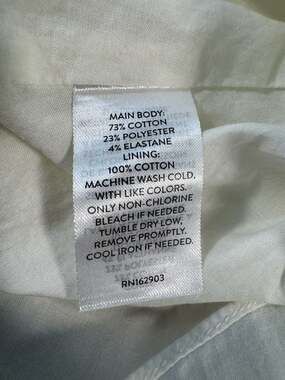 MAIN BODY:
73% COTTON
23% POLYESTER
4% ELASTANE
LINING:
100% COTTON
MACHINE WASH COLD,
WITH LIKE COLORS.
ONLY NON-CHLORINE
BLEACH IF NEEDED.
TUMBLE DRY LOW,
REMOVE PROMPTLY.
COOL IRON IF NEEDED.
RN162903